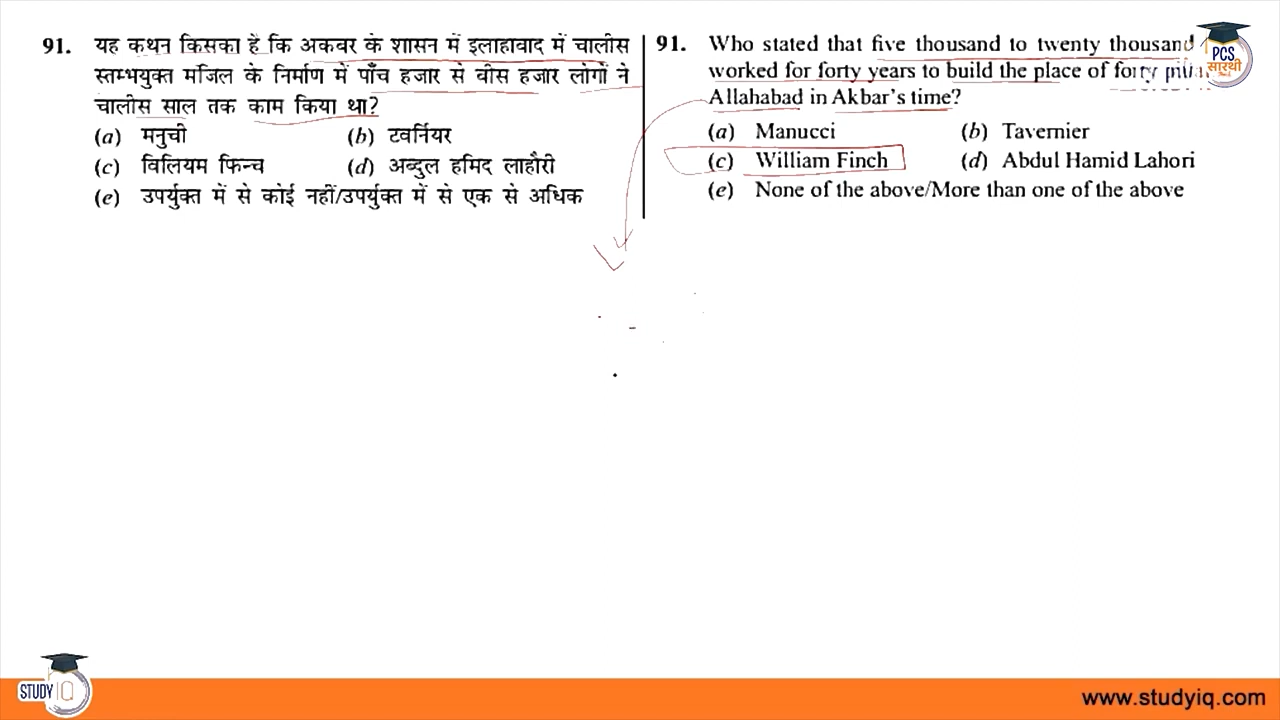 91. यह कथन किसका है कि अकबर के शासन में इलाहाबाद में चालीस
स्तम्भयुक्त मंजिल के निर्माण में पाँच हजार से बीस हजार लोगों ने
चालीस साल तक काम किया था?
(a) मनुची (b) टवर्नियर
(c) विलियम फिन्च (d) अब्दुल हमिद लाहौरी
(e) उपर्युक्त में से कोई नहीं/उपर्युक्त में से एक से अधिक
91. Who stated that five thousand to twenty thousand
worked for forty years to build the place of forty
Allahabad in Akbar's time?
(a) Manucci (b) Tavernier
(c) William Finch (d) Abdul Hamid Lahori
(e) None of the above/More than one of the above
PCS
सारथी
STUDY IQ
www.studyiq.com